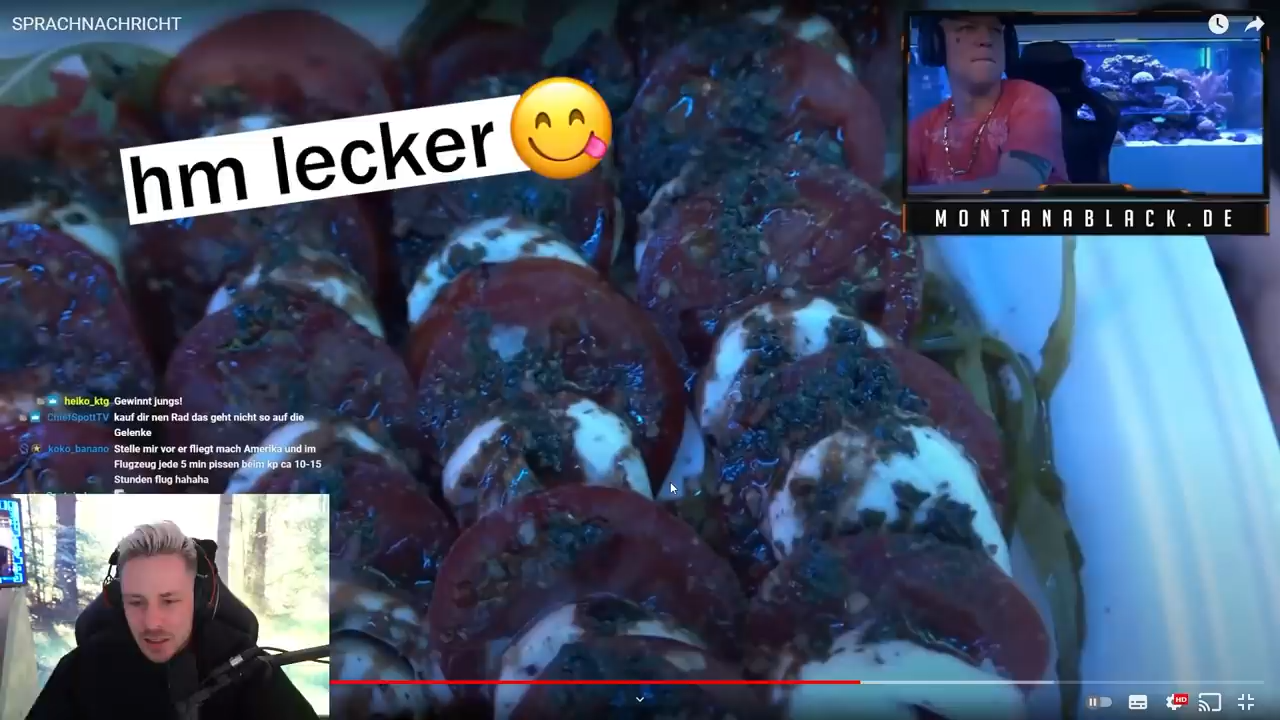 SPRACHNACHRICHT
hm lecker
MONTANABLACK.DE
heiko_ktg Gewinnt jungs!
ChiefSpottTV kauf dir nen Rad das geht nicht so auf die
Gelenke
koko_banano Stelle mir vor er fliegt mach Amerika und im
Flugzeug jede 5 min pissen beim kp ca 10-15
Stunden flug hahaha
HD